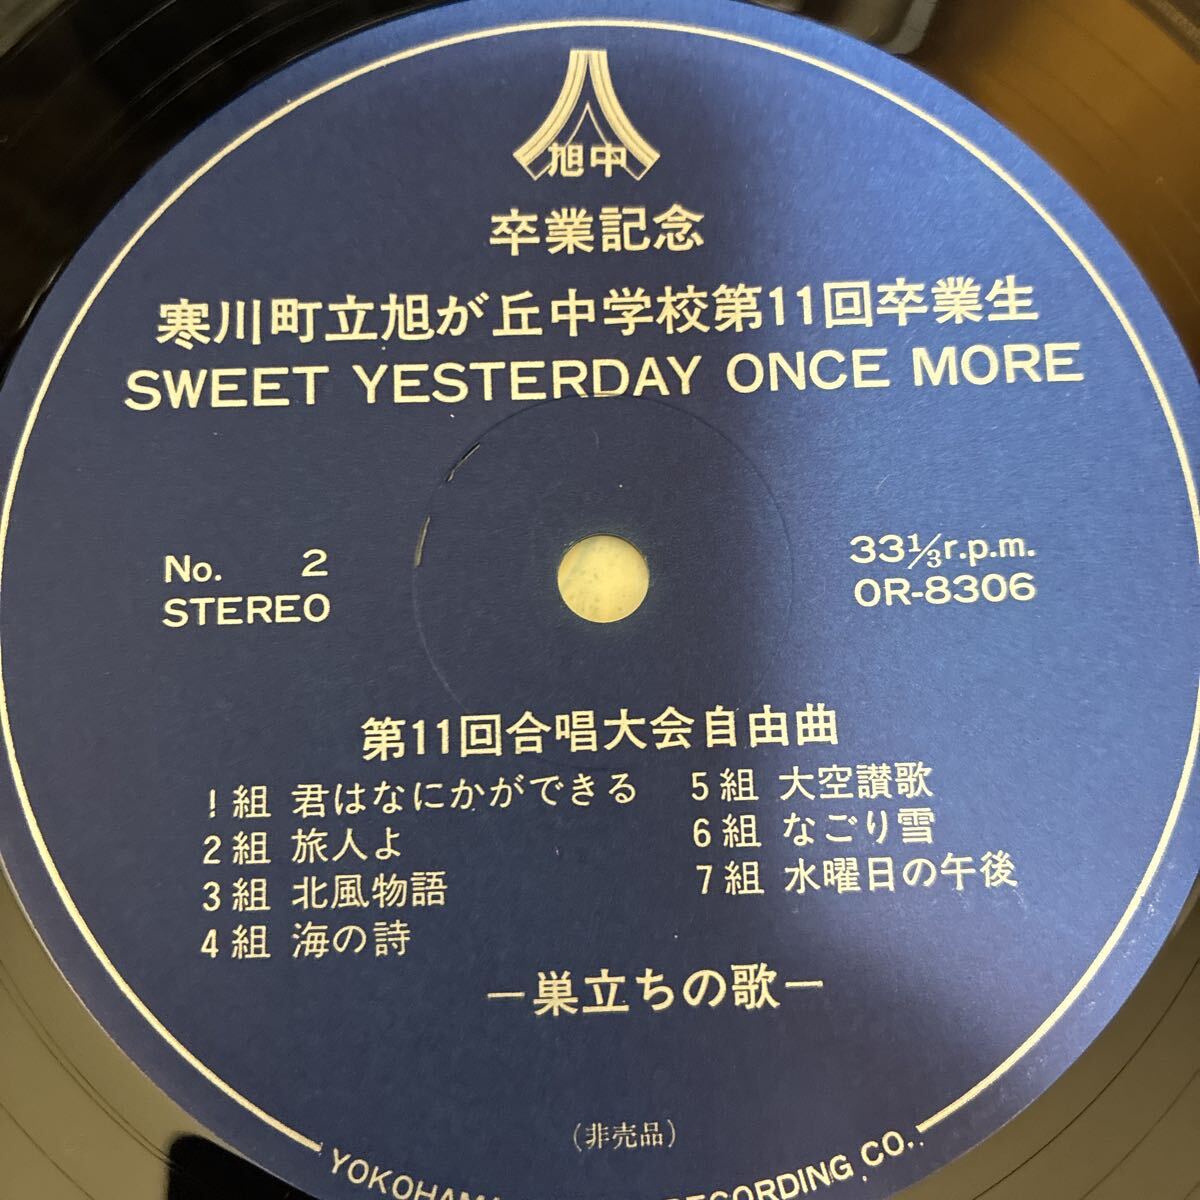 旭中
卒業記念
寒川町立旭が丘中学校第11回卒業生
SWEET YESTERDAY ONCE MORE
No. 2
STEREO
33⅓r.p.m.
OR-8306
第11回合唱大会自由曲
1組 君はなにかができる
2組 旅人よ
3組 北風物語
4組 海の詩
5組 大空讃歌
6組 なごり雪
7組 水曜日の午後
－巣立ちの歌－
(非売品)
YOKOHAMA RECORDING CO.